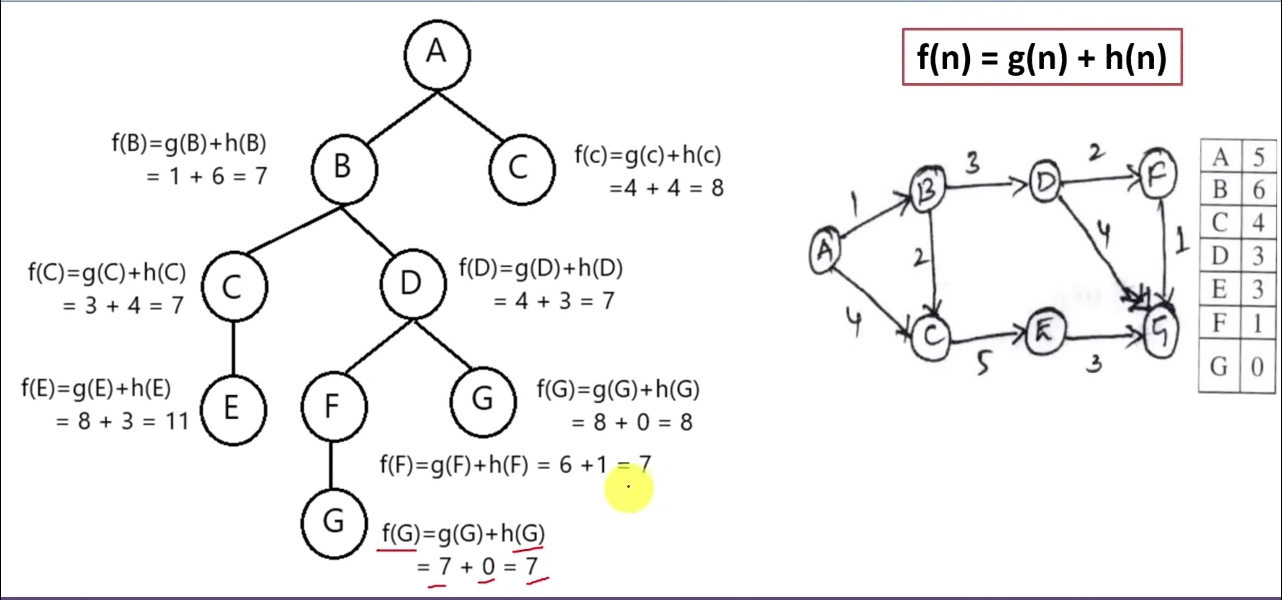 f(n) = g(n) + h(n)
A
f(B)=g(B)+h(B)
= 1 + 6 = 7
B
C
f(c)=g(c)+h(c)
=4 + 4 = 8
f(C)=g(C)+h(C)
= 3 + 4 = 7
C
D
f(D)=g(D)+h(D)
= 4 + 3 = 7
f(E)=g(E)+h(E)
= 8 + 3 = 11
E
F
G
f(G)=g(G)+h(G)
= 8 + 0 = 8
f(F)=g(F)+h(F) = 6 +1 = 7
G
f(G)=g(G)+h(G)
= 7 + 0 = 7
A
1
B
3
D
2
F
2
4
1
4
C
5
E
3
G
A 5
B 6
C 4
D 3
E 3
F 1
G 0